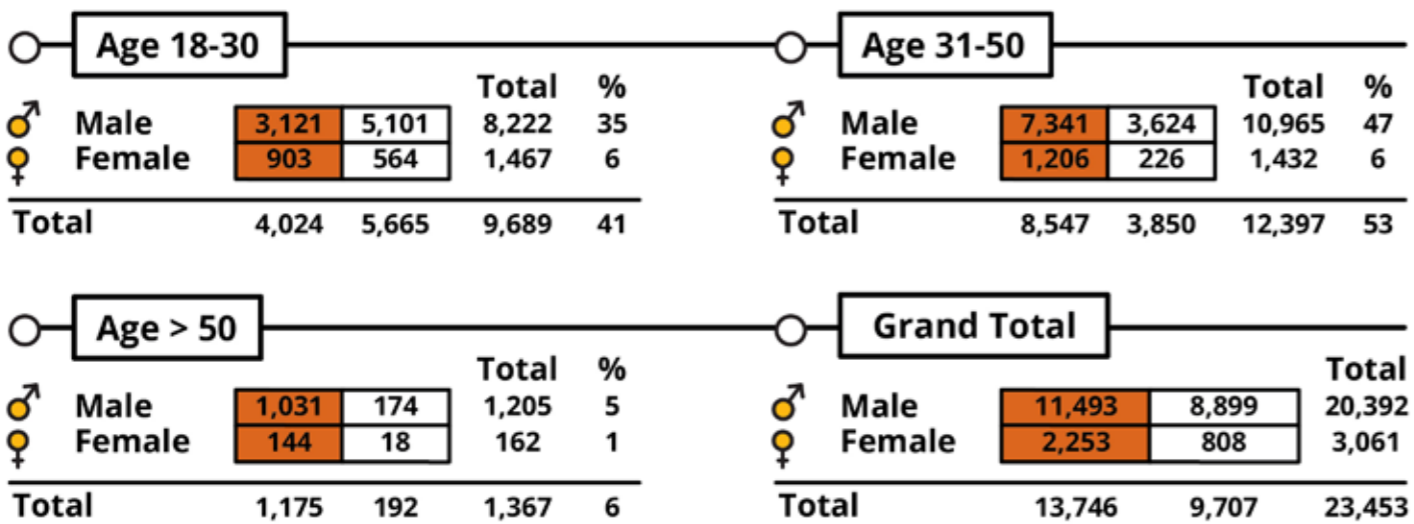 Age 18-30
Total %
Male 3,121 5,101 8,222 35
Female 903 564 1,467 6
Total 4,024 5,665 9,689 41
Age 31-50
Total %
Male 7,341 3,624 10,965 47
Female 1,206 226 1,432 6
Total 8,547 3,850 12,397 53
Age > 50
Total %
Male 1,031 174 1,205 5
Female 144 18 162 1
Total 1,175 192 1,367 6
Grand Total
Total
Male 11,493 8,899 20,392
Female 2,253 808 3,061
Total 13,746 9,707 23,453